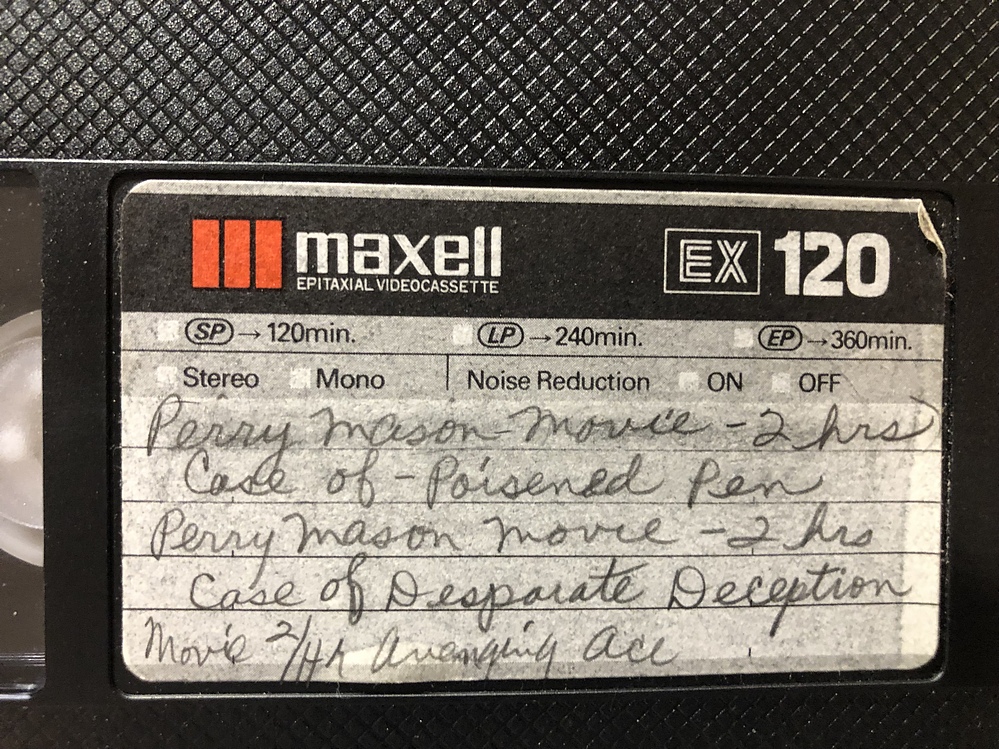 maxell EX 120
EPITAXIAL VIDEOCASSETTE
SP → 120min. LP → 240min. EP → 360min.
Stereo Mono Noise Reduction ON OFF
Perry Mason Movie - 2 hrs
Case of - Poisened Pen
Perry Mason Movie - 2 hrs
Case of Desparate Deception
Movie 2/Hr Avenging Ace